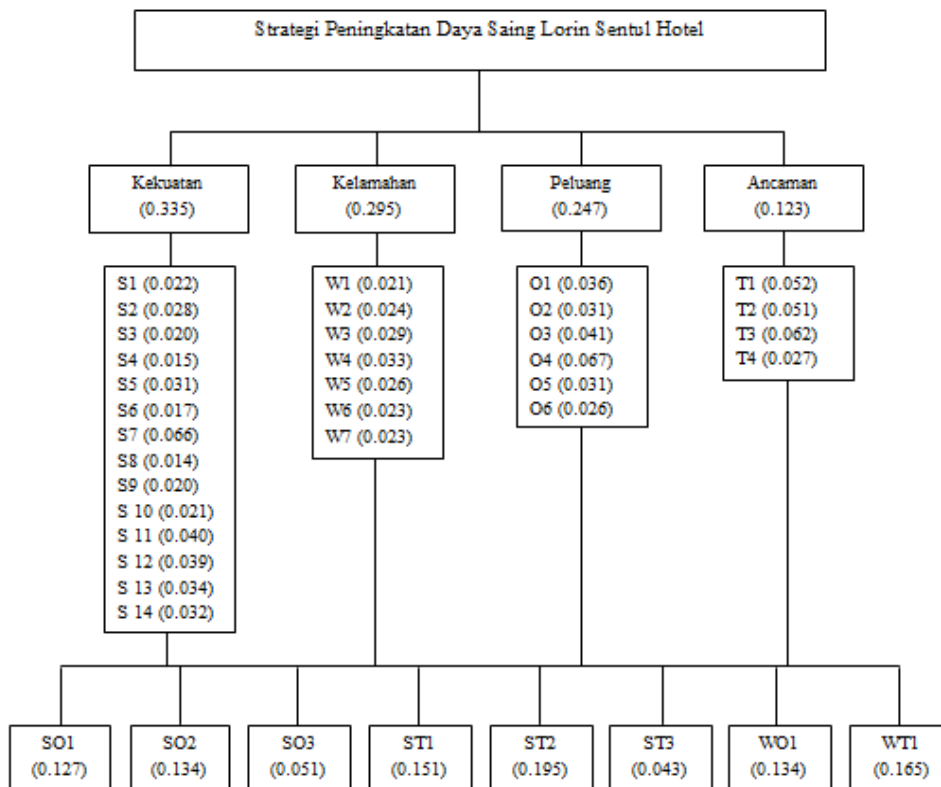 Strategi Peningkatan Daya Saing Lorin Sentul Hotel
Kekuatan
(0.335)
Kelamahan
(0.295)
Peluang
(0.247)
Ancaman
(0.123)
S1 (0.022)
S2 (0.028)
S3 (0.020)
S4 (0.015)
S5 (0.031)
S6 (0.017)
S7 (0.066)
S8 (0.014)
S9 (0.020)
S 10 (0.021)
S 11 (0.040)
S 12 (0.039)
S 13 (0.034)
S 14 (0.032)
W1 (0.021)
W2 (0.024)
W3 (0.029)
W4 (0.033)
W5 (0.026)
W6 (0.023)
W7 (0.023)
O1 (0.036)
O2 (0.031)
O3 (0.041)
O4 (0.067)
O5 (0.031)
O6 (0.026)
T1 (0.052)
T2 (0.051)
T3 (0.062)
T4 (0.027)
SO1
(0.127)
SO2
(0.134)
SO3
(0.051)
ST1
(0.151)
ST2
(0.195)
ST3
(0.043)
WO1
(0.134)
WT1
(0.165)